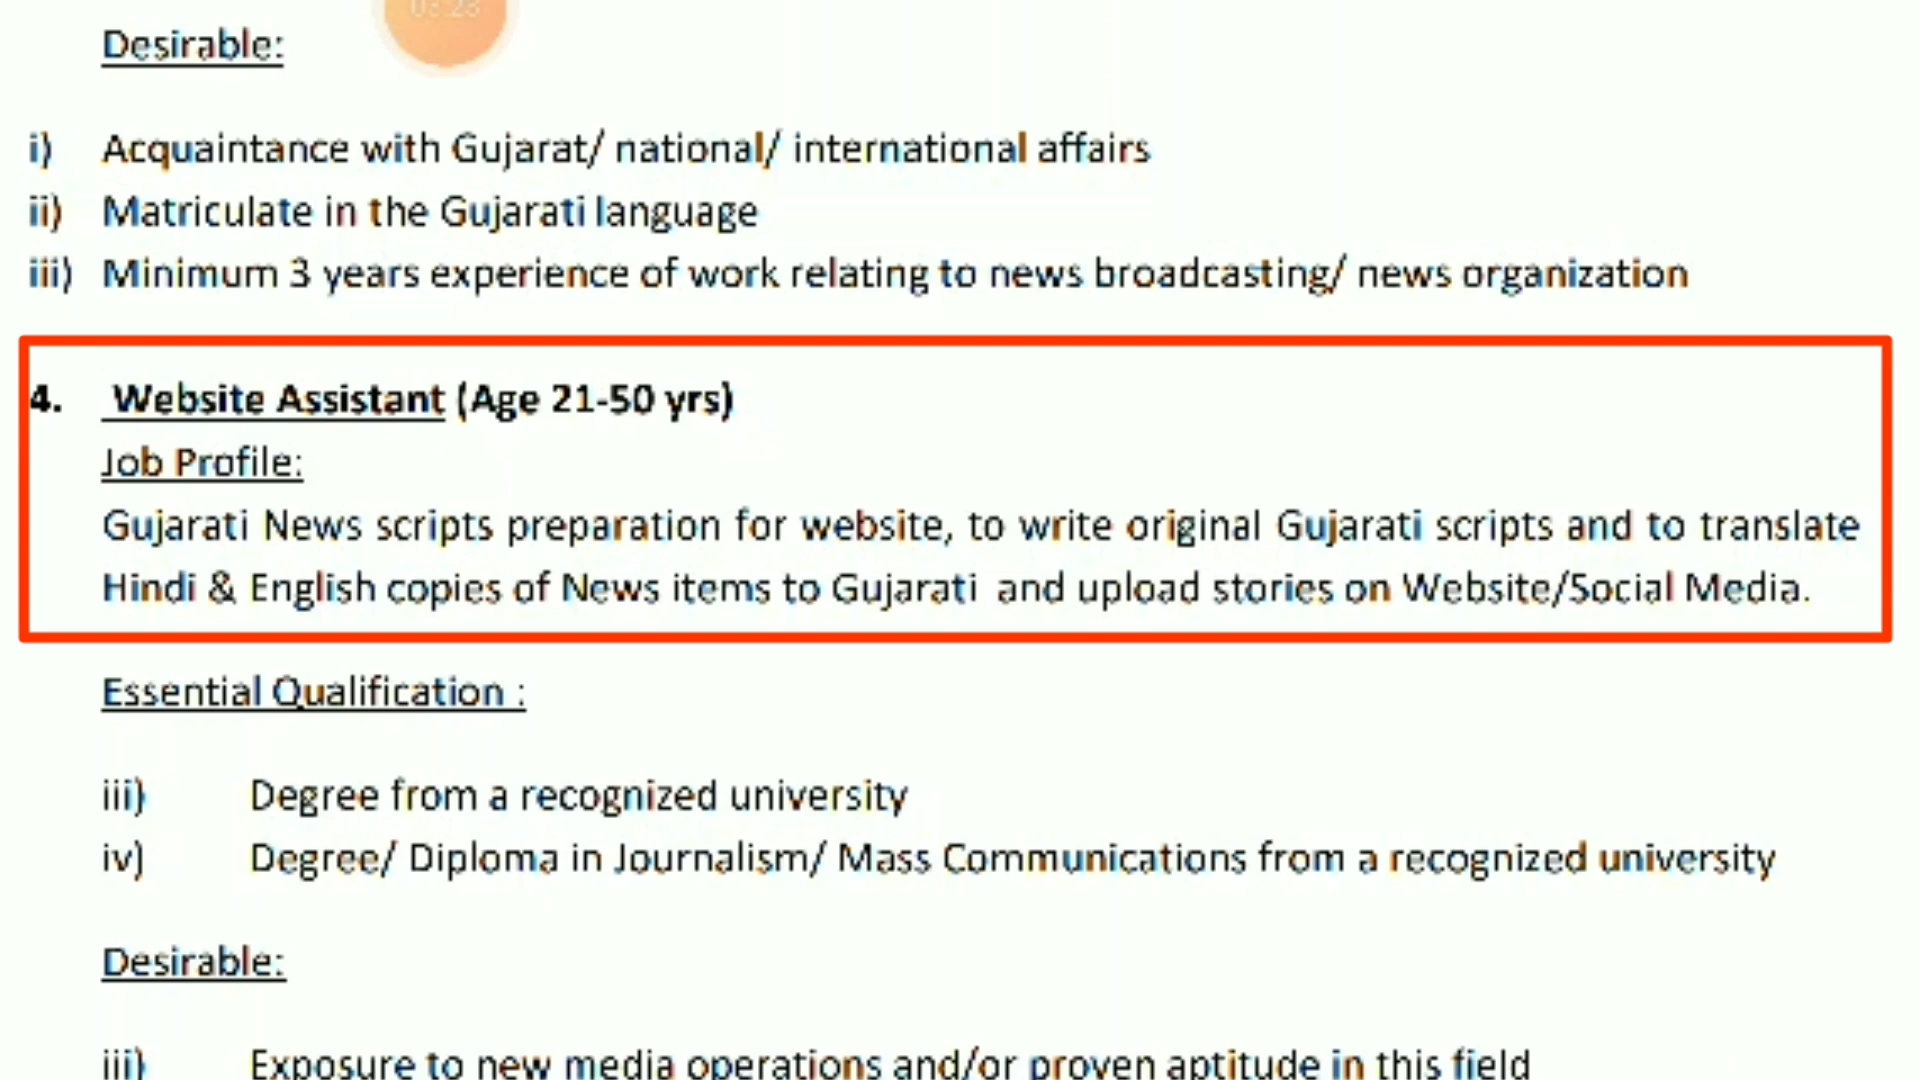 03:28
Desirable:
i) Acquaintance with Gujarat/ national/ international affairs
ii) Matriculate in the Gujarati language
iii) Minimum 3 years experience of work relating to news broadcasting/ news organization
4. Website Assistant (Age 21-50 yrs)
Job Profile:
Gujarati News scripts preparation for website, to write original Gujarati scripts and to translate
Hindi & English copies of News items to Gujarati and upload stories on Website/Social Media.
Essential Qualification :
iii) Degree from a recognized university
iv) Degree/ Diploma in Journalism/ Mass Communications from a recognized university
Desirable:
iii) Exposure to new media operations and/or proven aptitude in this field